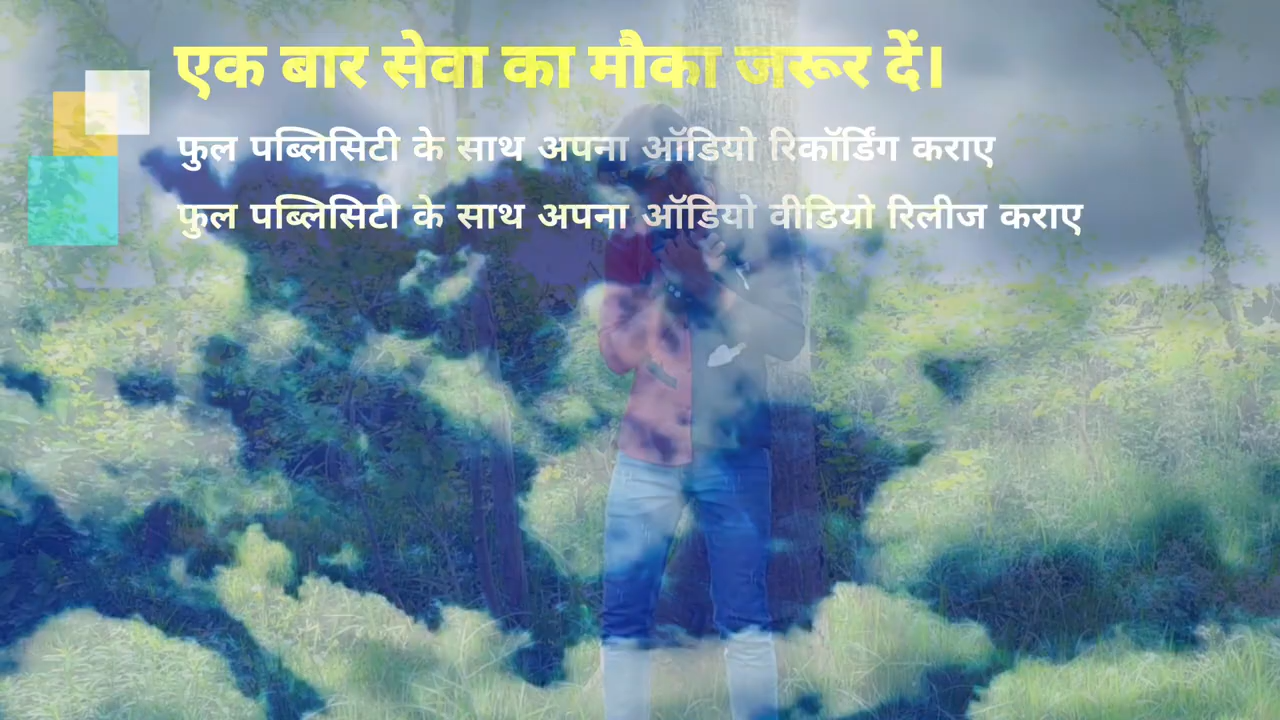 एक बार सेवा का मौका जरूर दें।
फुल पब्लिसिटी के साथ अपना ऑडियो रिकॉर्डिंग कराए
फुल पब्लिसिटी के साथ अपना ऑडियो वीडियो रिलीज कराए